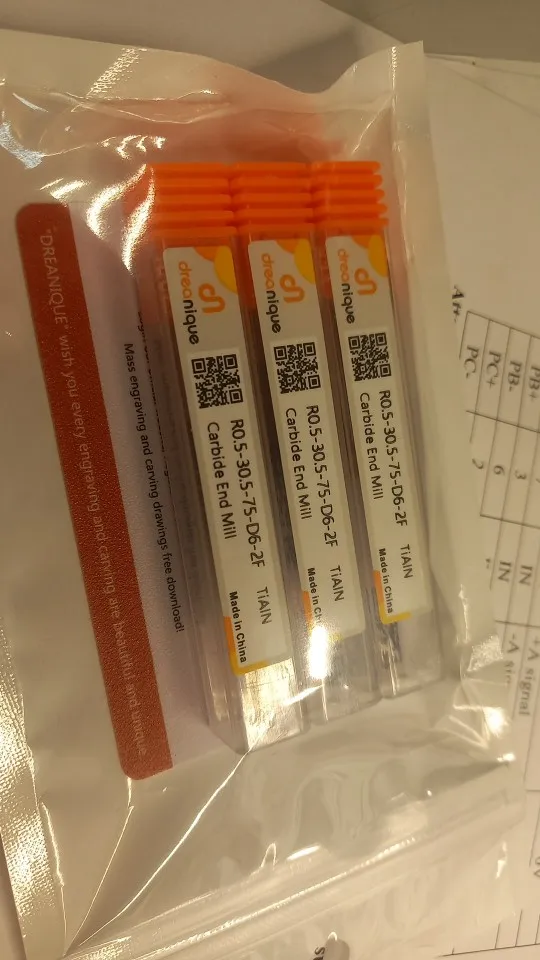 dn
dreanique
R0.5-30.5-75-D6-2F
Carbide End Mill
TiAlN
Made in China
dn
dreanique
R0.5-30.5-75-D6-2F
Carbide End Mill
TiAlN
Made in China
dn
dreanique
R0.5-30.5-75-D6-2F
Carbide End Mill
TiAlN
Made in China
Mass engraving and carving drawings free download!
"DREANIQUE" wish you every engraving and carving are beautiful and unique
PB+
PB- 3 IN -A
PC+ 6 IN
PC-
+A signal